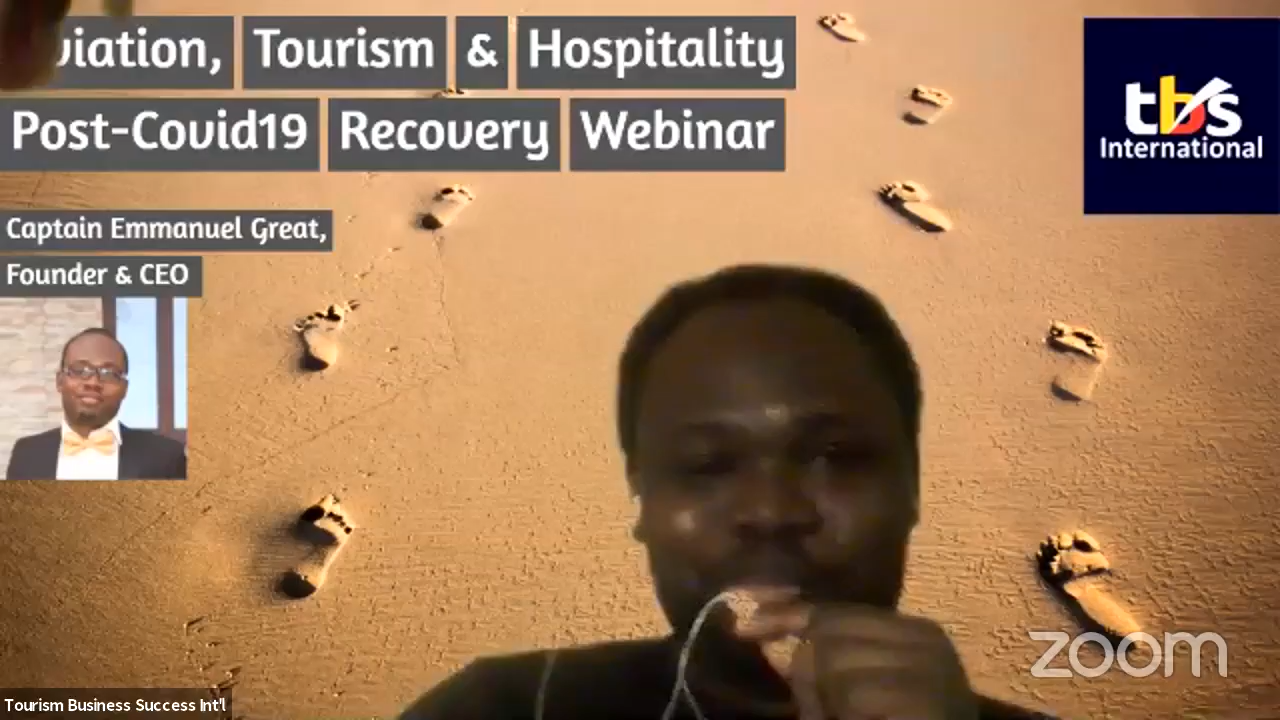 viation, Tourism & Hospitality
Post-Covid19 Recovery Webinar
tbs
International
Captain Emmanuel Great,
Founder & CEO
zoom
Tourism Business Success Int'l